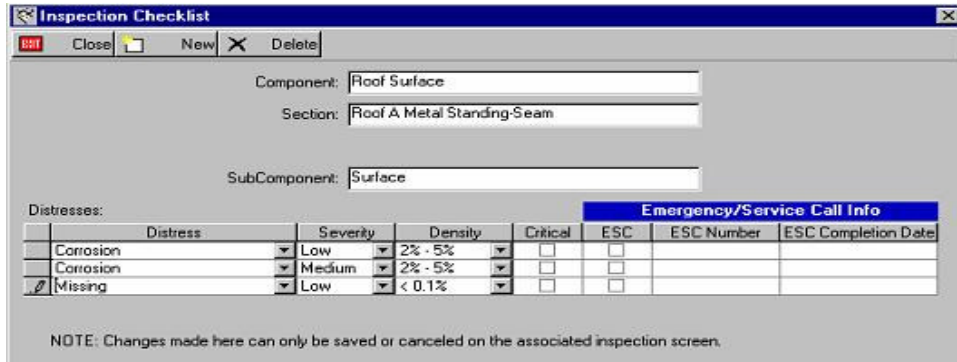 Inspection Checklist
EXIT Close New Delete
Component: Roof Surface
Section: Roof A Metal Standing-Seam
SubComponent: Surface
Distresses: Emergency/Service Call Info
Distress Severity Density Critical ESC ESC Number ESC Completion Date
Corrosion Low 2% - 5%
Corrosion Medium 2% - 5%
Missing Low < 0.1%
NOTE: Changes made here can only be saved or canceled on the associated inspection screen.